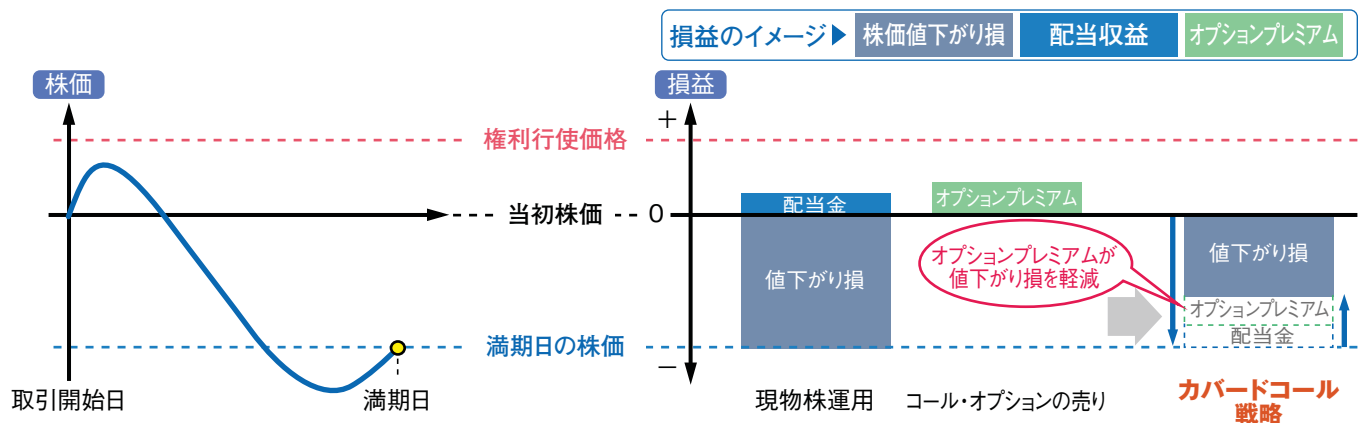 損益のイメージ▶ 株価値下がり損 配当収益 オプションプレミアム
株価
損益
+
権利行使価格
当初株価
0
満期日の株価
−
取引開始日
満期日
配当金
値下がり損
オプションプレミアム
オプションプレミアムが
値下がり損を軽減
値下がり損
オプションプレミアム
配当金
現物株運用
コール・オプションの売り
カバードコール
戦略